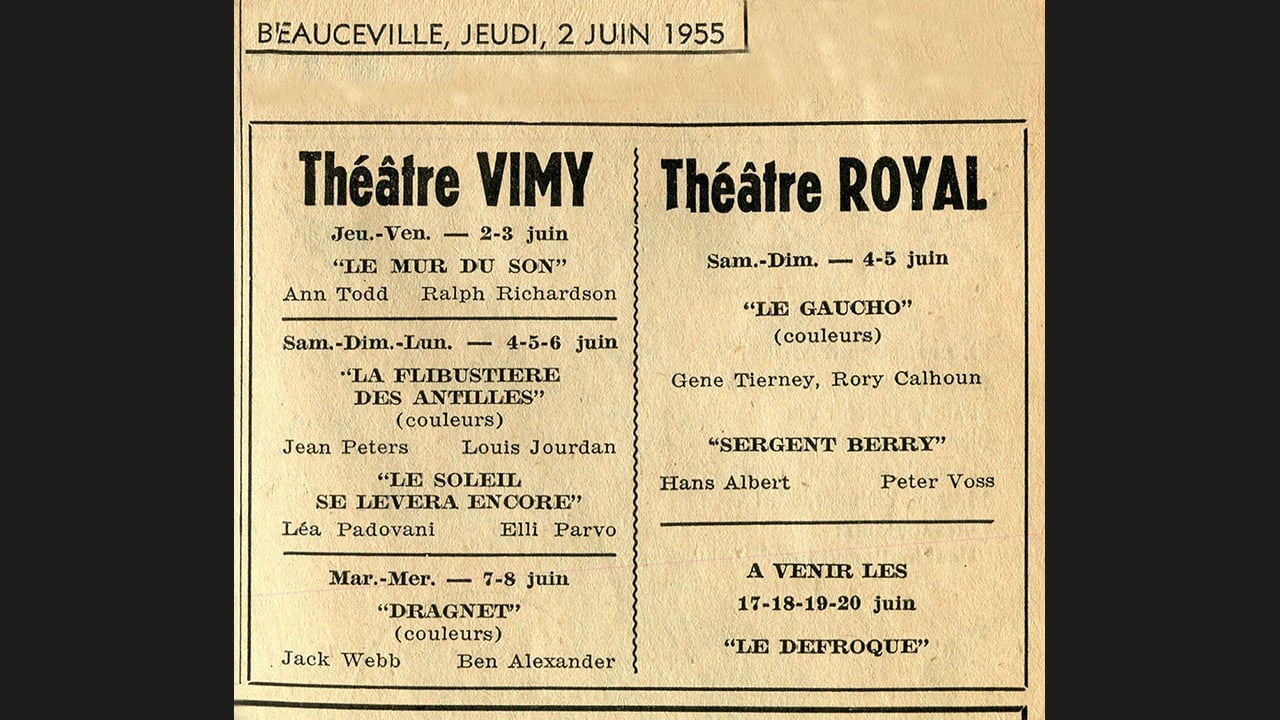 BEAUCEVILLE, JEUDI, 2 JUIN 1955
Théâtre VIMY
Jeu.-Ven. — 2-3 juin
“LE MUR DU SON”
Ann Todd Ralph Richardson
Sam.-Dim.-Lun. — 4-5-6 juin
“LA FLIBUSTIERE
DES ANTILLES”
(couleurs)
Jean Peters Louis Jourdan
“LE SOLEIL
SE LEVERA ENCORE”
Léa Padovani Elli Parvo
Mar.-Mer. — 7-8 juin
“DRAGNET”
(couleurs)
Jack Webb Ben Alexander
Théâtre ROYAL
Sam.-Dim. — 4-5 juin
“LE GAUCHO”
(couleurs)
Gene Tierney, Rory Calhoun
“SERGENT BERRY”
Hans Albert Peter Voss
A VENIR LES
17-18-19-20 juin
“LE DEFROQUE”